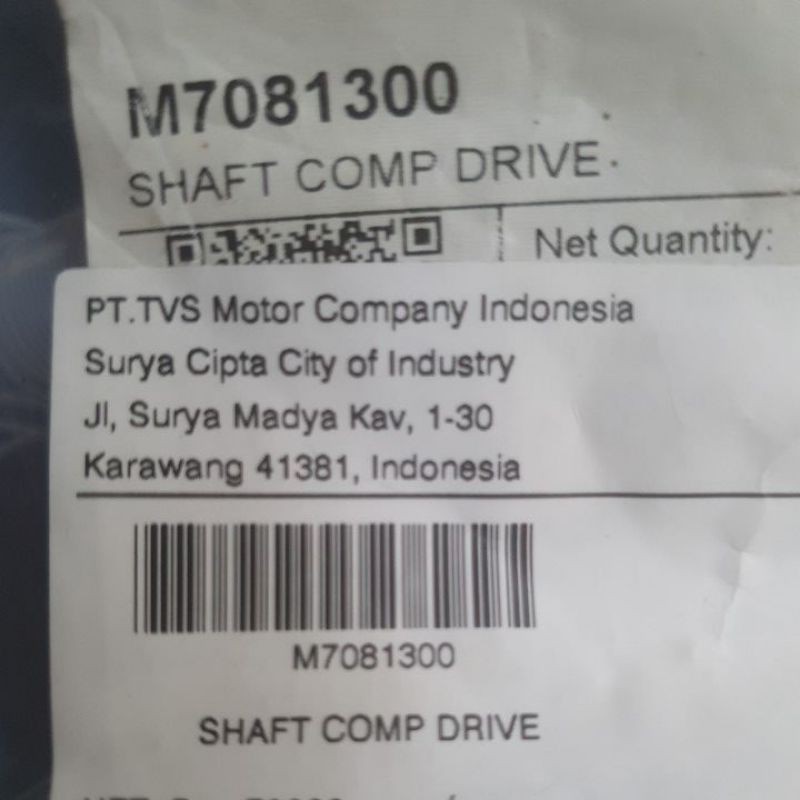 M7081300
SHAFT COMP DRIVE
Net Quantity:
PT.TVS Motor Company Indonesia
Surya Cipta City of Industry
Jl, Surya Madya Kav, 1-30
Karawang 41381, Indonesia
M7081300
SHAFT COMP DRIVE